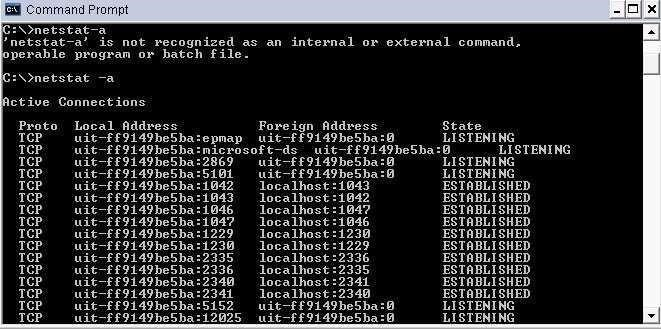 Command Prompt
C:\>netstat-a
'netstat-a' is not recognized as an internal or external command,
operable program or batch file.
C:\>netstat -a
Active Connections
Proto  Local Address          Foreign Address        State
TCP    uit-ff9149be5ba:epmap  uit-ff9149be5ba:0      LISTENING
TCP    uit-ff9149be5ba:microsoft-ds  uit-ff9149be5ba:0      LISTENING
TCP    uit-ff9149be5ba:2869   uit-ff9149be5ba:0      LISTENING
TCP    uit-ff9149be5ba:5101   uit-ff9149be5ba:0      LISTENING
TCP    uit-ff9149be5ba:1042   localhost:1043         ESTABLISHED
TCP    uit-ff9149be5ba:1043   localhost:1042         ESTABLISHED
TCP    uit-ff9149be5ba:1046   localhost:1047         ESTABLISHED
TCP    uit-ff9149be5ba:1047   localhost:1046         ESTABLISHED
TCP    uit-ff9149be5ba:1229   localhost:1230         ESTABLISHED
TCP    uit-ff9149be5ba:1230   localhost:1229         ESTABLISHED
TCP    uit-ff9149be5ba:2335   localhost:2336         ESTABLISHED
TCP    uit-ff9149be5ba:2336   localhost:2335         ESTABLISHED
TCP    uit-ff9149be5ba:2340   localhost:2341         ESTABLISHED
TCP    uit-ff9149be5ba:2341   localhost:2340         ESTABLISHED
TCP    uit-ff9149be5ba:5152   uit-ff9149be5ba:0      LISTENING
TCP    uit-ff9149be5ba:12025  uit-ff9149be5ba:0      LISTENING